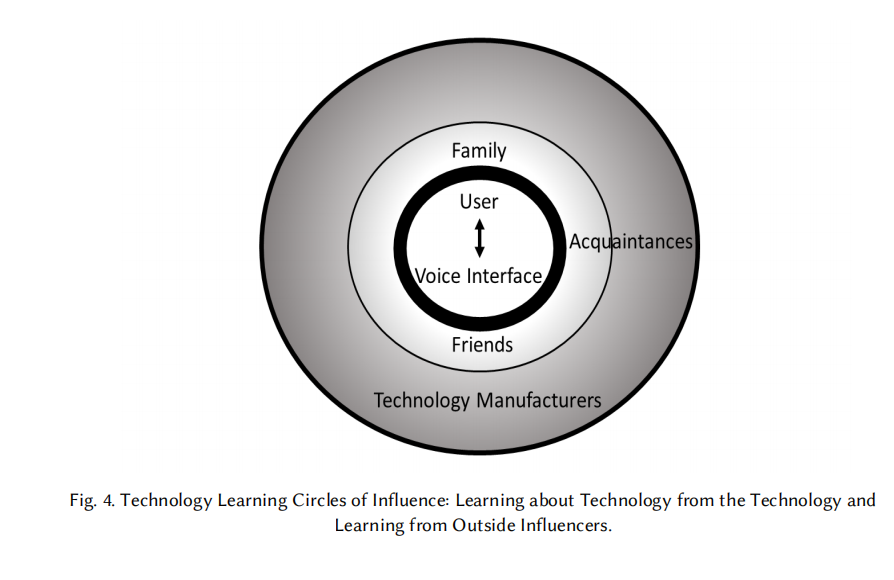 Family
User
Acquaintances
Voice Interface
Friends
Technology Manufacturers
Fig. 4. Technology Learning Circles of Influence: Learning about Technology from the Technology and
Learning from Outside Influencers.